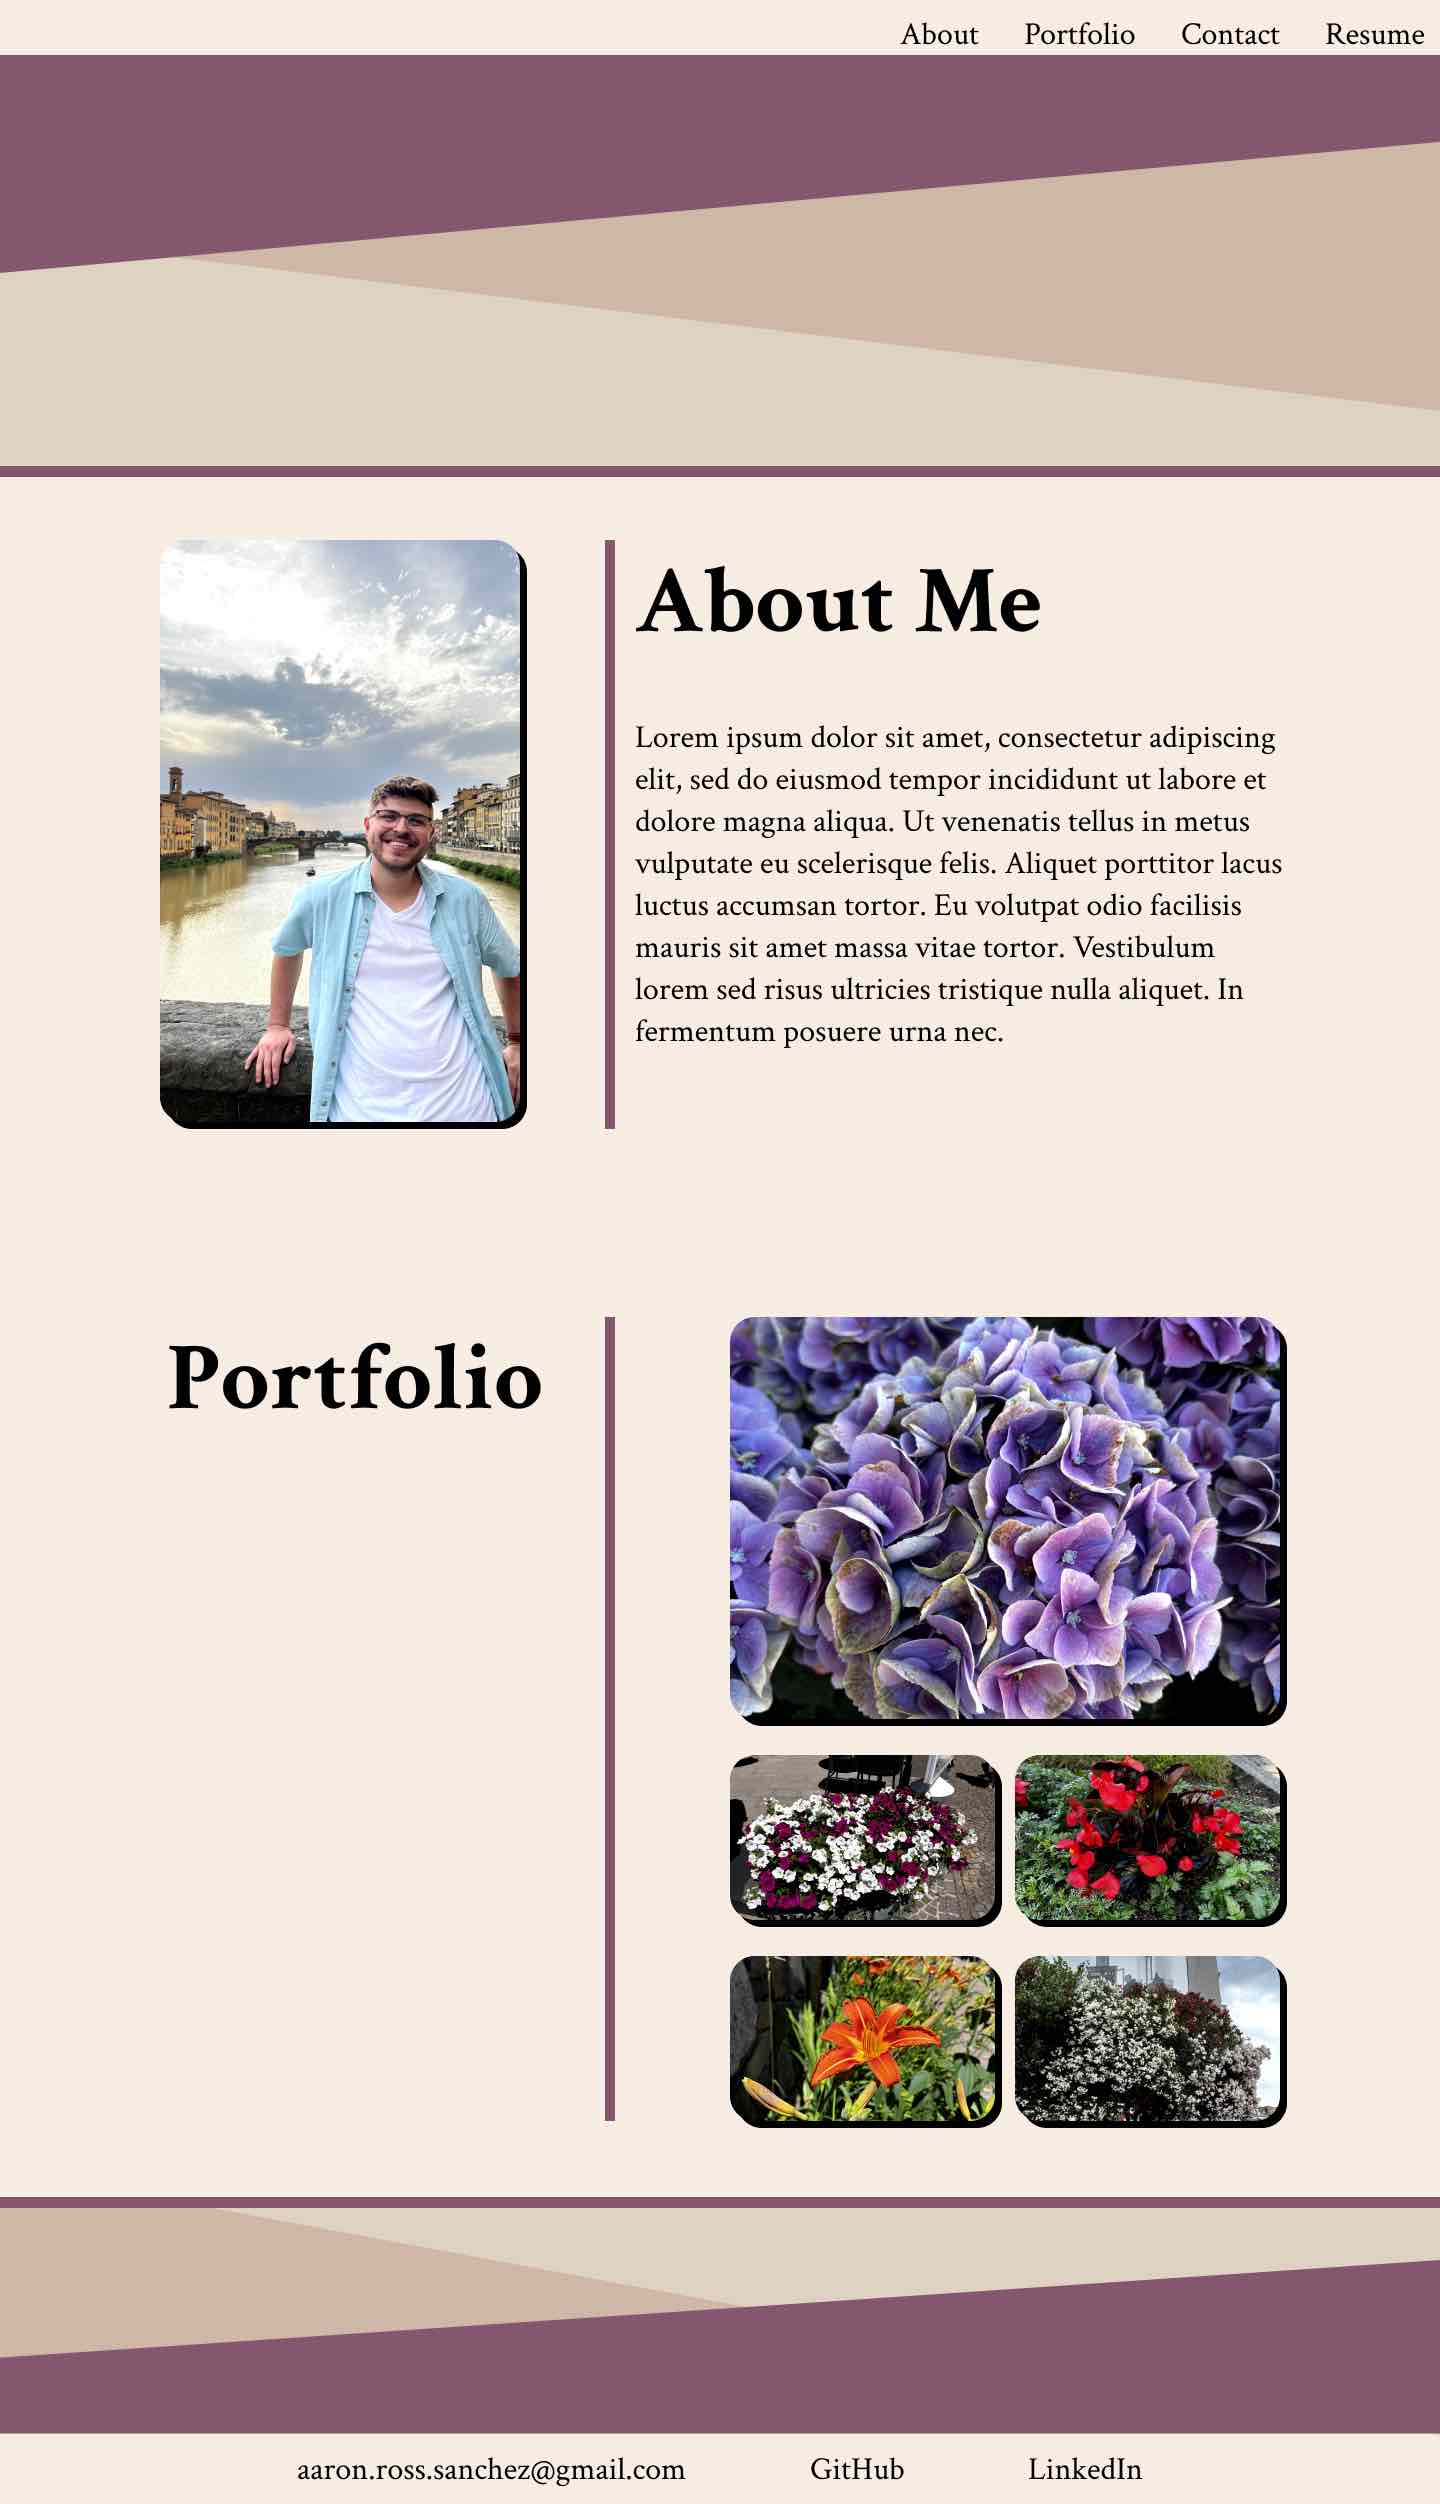 About Portfolio Contact Resume
About Me
Lorem ipsum dolor sit amet, consectetur adipiscing
elit, sed do eiusmod tempor incididunt ut labore et
dolore magna aliqua. Ut venenatis tellus in metus
vulputate eu scelerisque felis. Aliquet porttitor lacus
luctus accumsan tortor. Eu volutpat odio facilisis
mauris sit amet massa vitae tortor. Vestibulum
lorem sed risus ultricies tristique nulla aliquet. In
fermentum posuere urna nec.
Portfolio
aaron.ross.sanchez@gmail.com GitHub LinkedIn